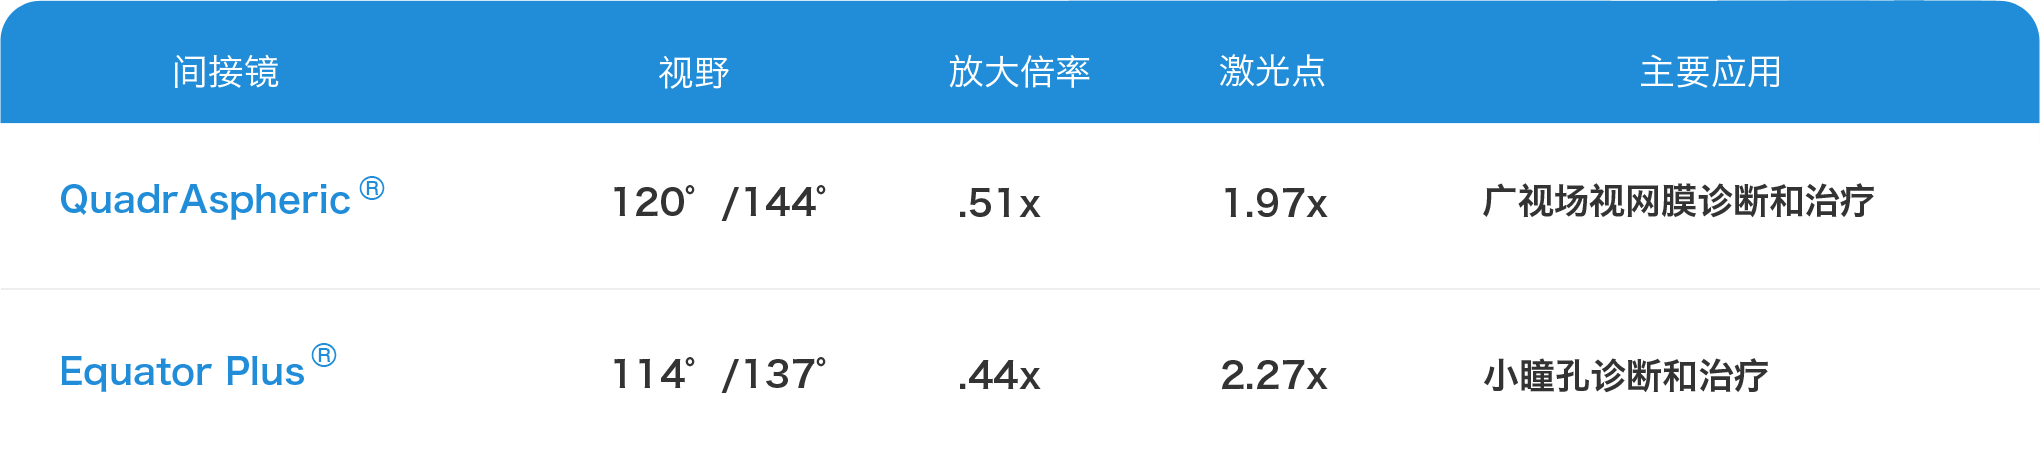 间接镜 视野 放大倍率 激光点 主要应用
QuadrAspheric® 120° /144° .51x 1.97x 广视场视网膜诊断和治疗
Equator Plus® 114° /137° .44x 2.27x 小瞳孔诊断和治疗